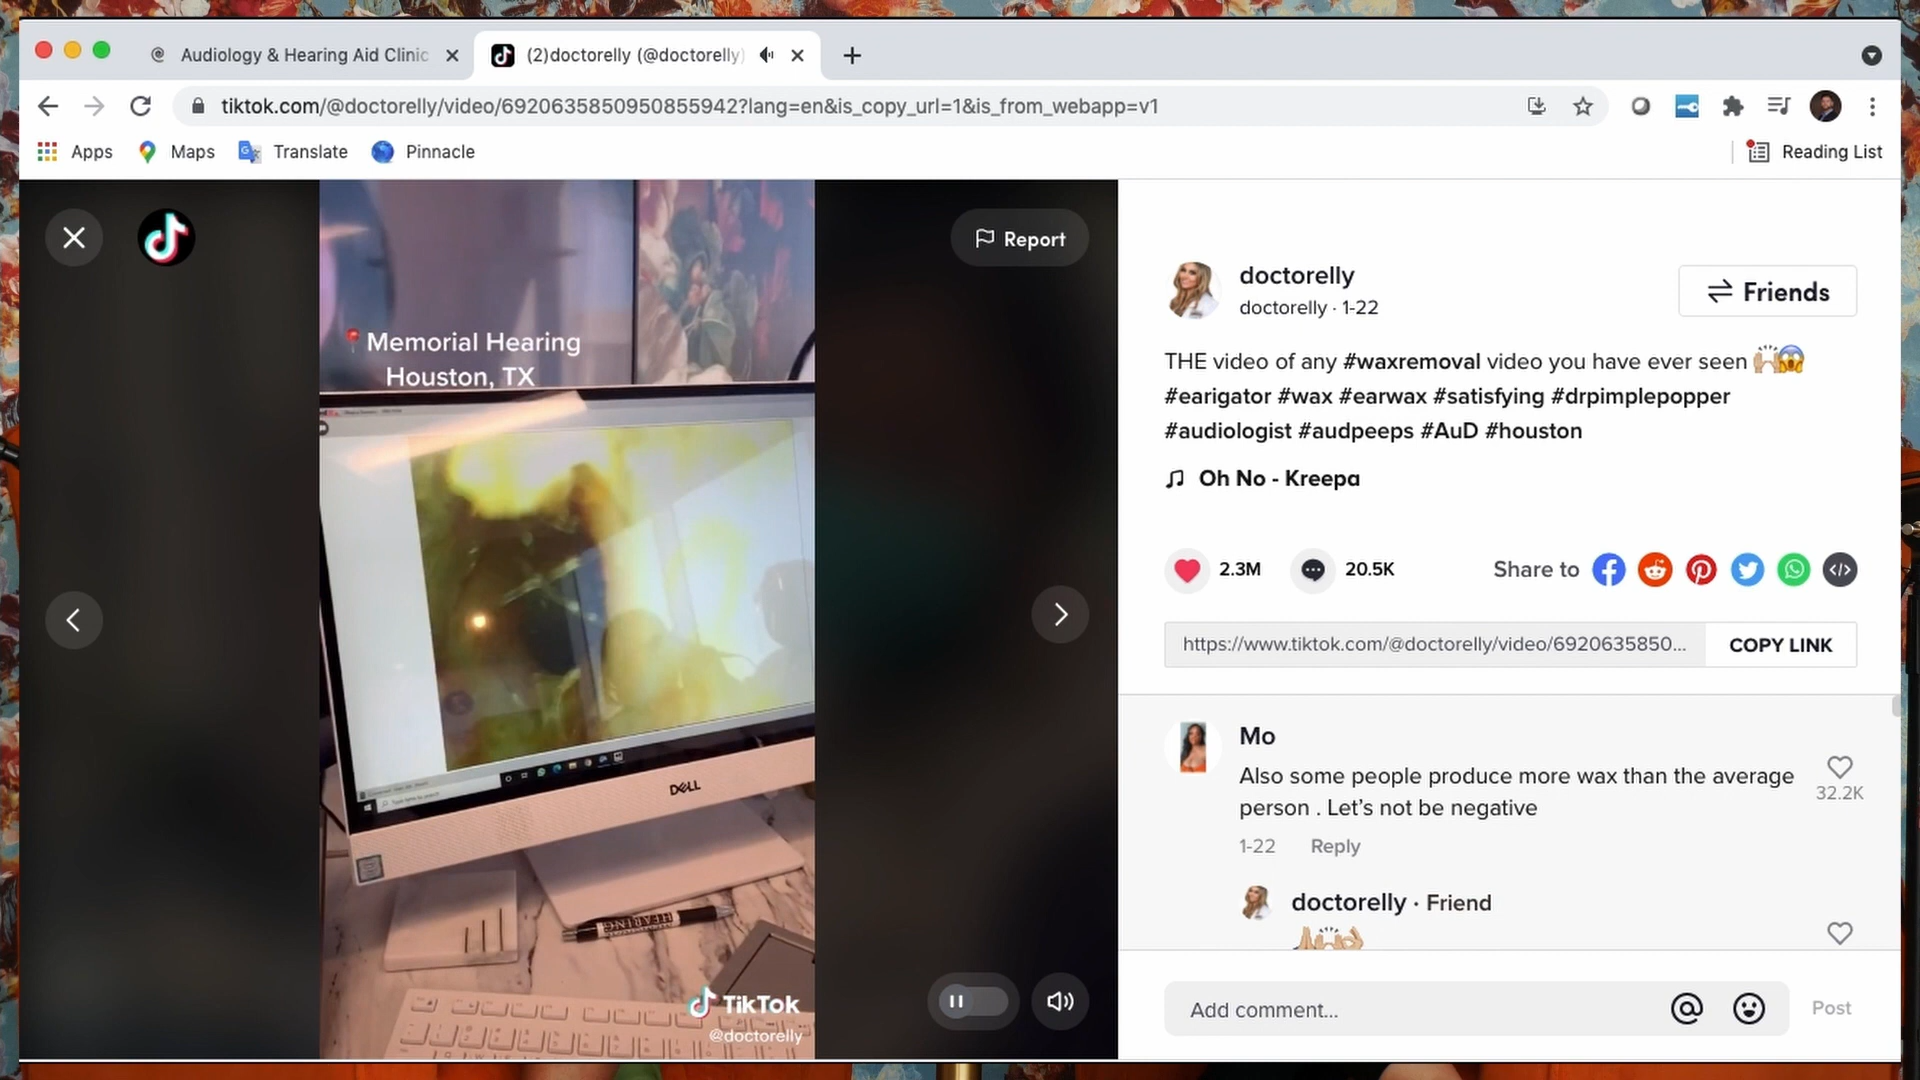 Audiology & Hearing Aid Clinic
(2)doctorelly (@doctorelly)
tiktok.com/@doctorelly/video/6920635850950855942?lang=en&is_copy_url=1&is_from_webapp=v1
Apps
Maps
Translate
Pinnacle
Reading List
Report
Memorial Hearing
Houston, TX
DELL
HEARING
TikTok
@doctorelly
doctorelly
doctorelly · 1-22
Friends
THE video of any #waxremoval video you have ever seen 🙌🏼😱
#earigator #wax #earwax #satisfying #drpimplepopper
#audiologist #audpeeps #AuD #houston
Oh No - Kreepa
2.3M
20.5K
Share to
https://www.tiktok.com/@doctorelly/video/6920635850...
COPY LINK
Mo
Also some people produce more wax than the average
person . Let’s not be negative
32.2K
1-22 Reply
doctorelly · Friend
Add comment...
Post